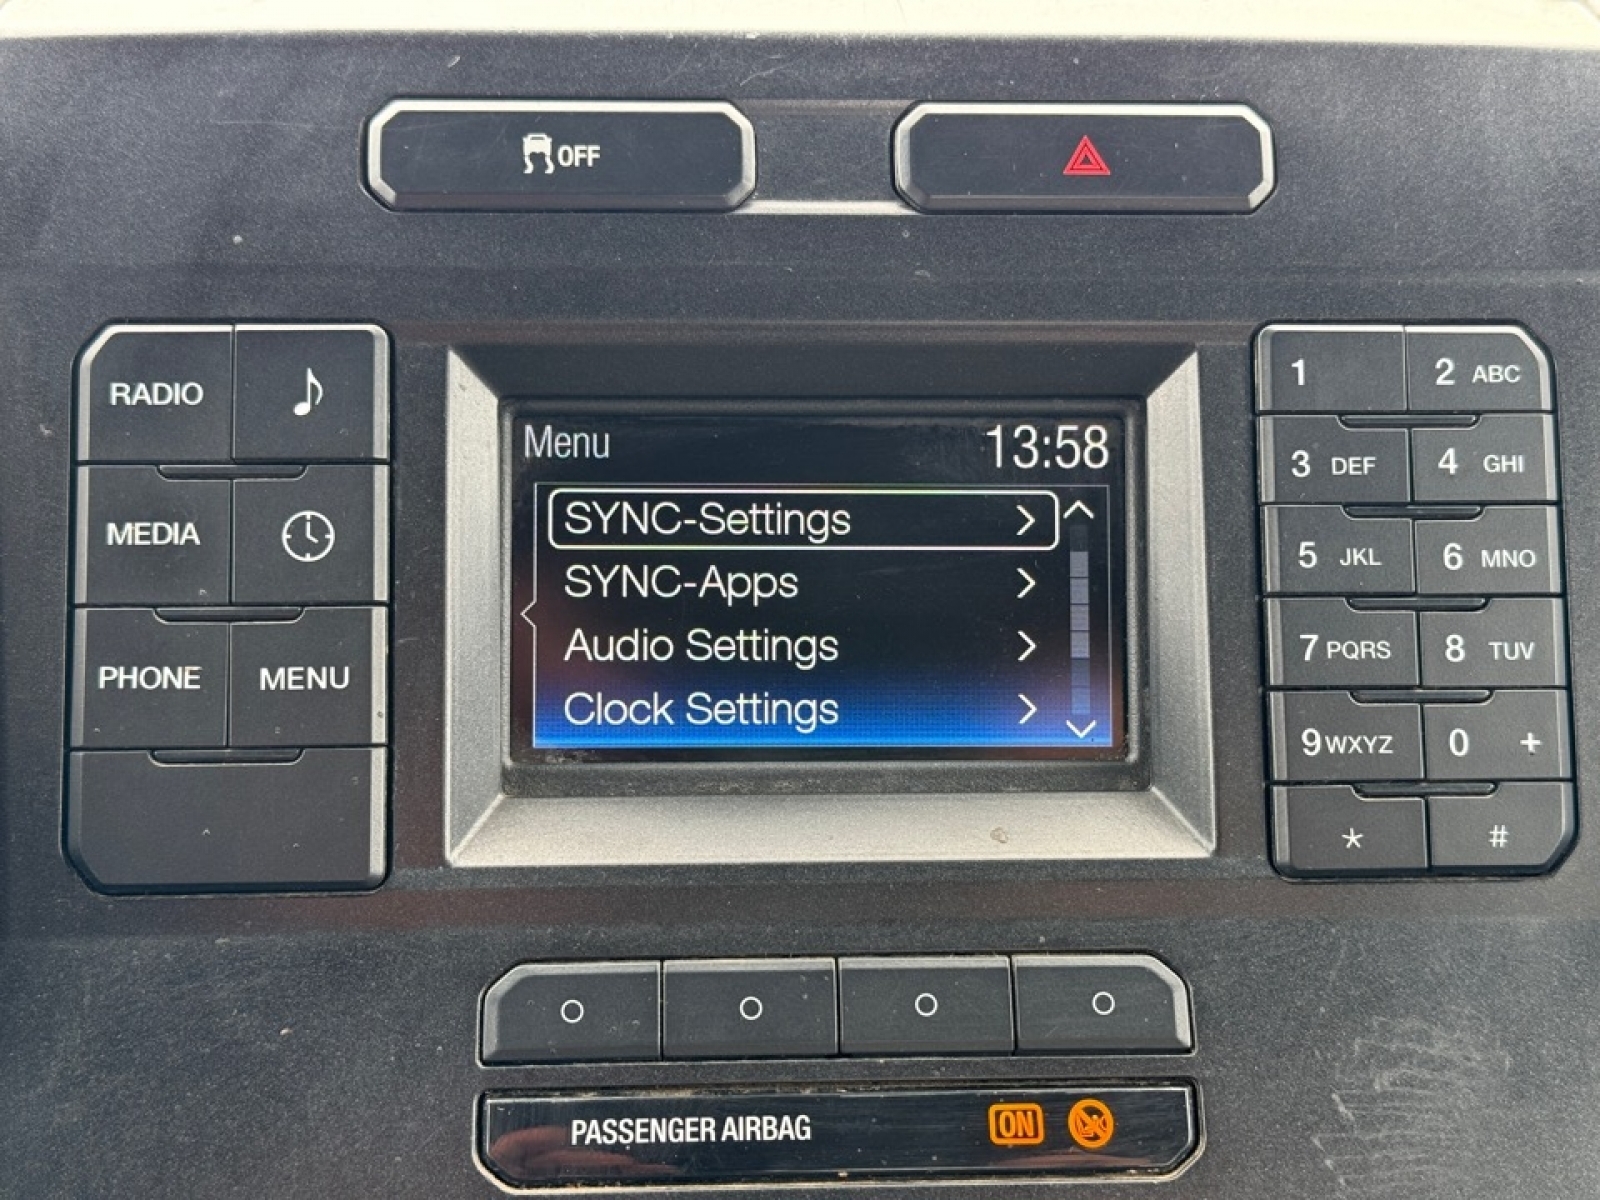 OFF
RADIO
MEDIA
PHONE MENU
Menu 13:58
SYNC-Settings
SYNC-Apps
Audio Settings
Clock Settings
1 2 ABC
3 DEF 4 GHI
5 JKL 6 MNO
7 PQRS 8 TUV
9 WXYZ 0 +
* #
PASSENGER AIRBAG ON